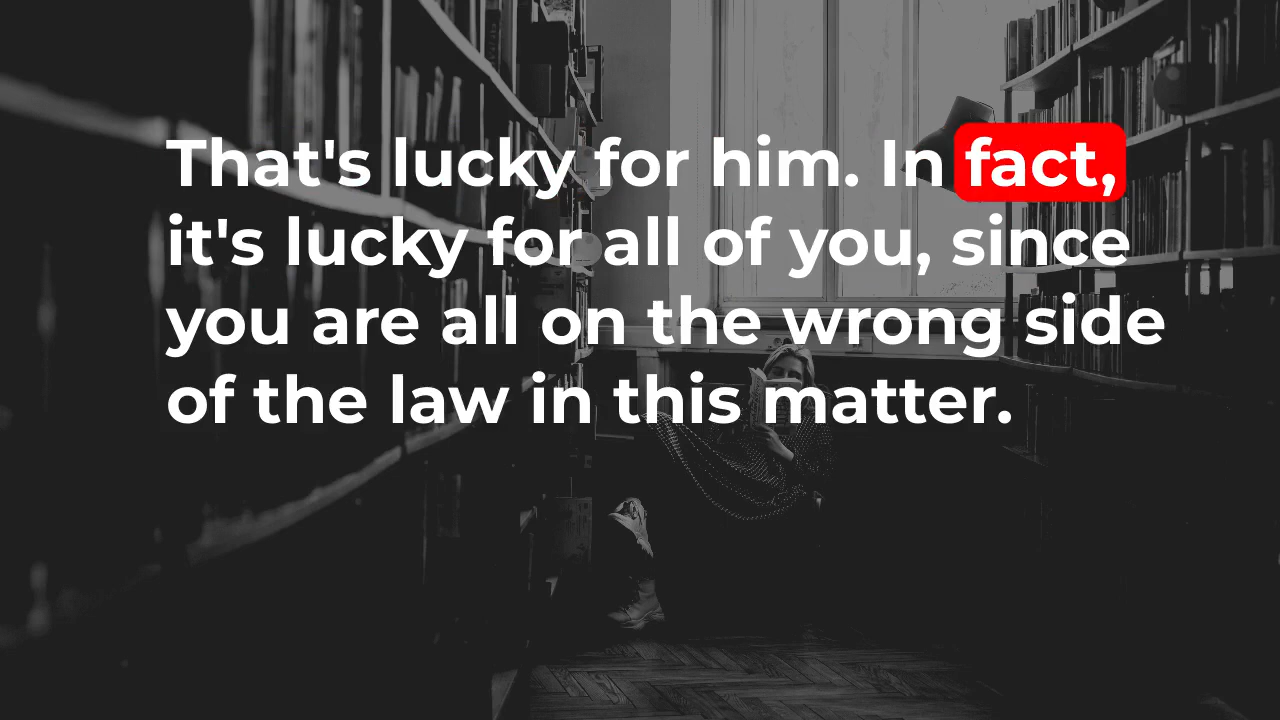 That's lucky for him. In fact,
it's lucky for all of you, since
you are all on the wrong side
of the law in this matter.